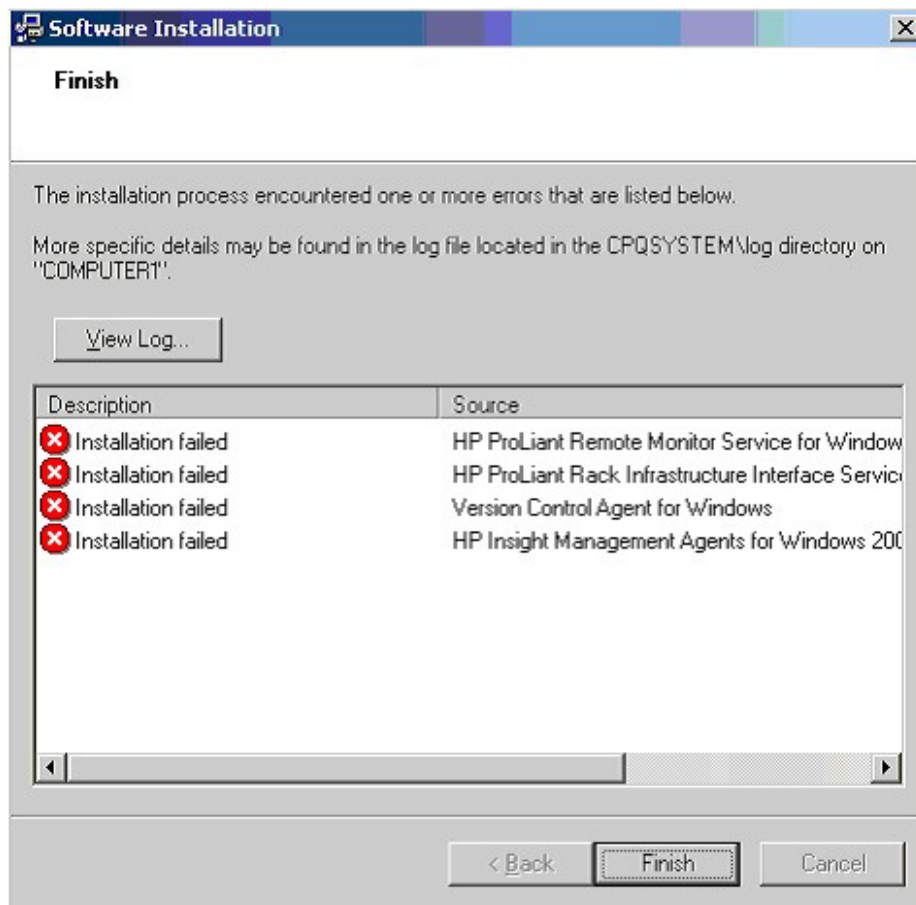 Software Installation
Finish
The installation process encountered one or more errors that are listed below.
More specific details may be found in the log file located in the CPQSYSTEM\log directory on
"COMPUTER1".
View Log...
Description Source
Installation failed HP ProLiant Remote Monitor Service for Window
Installation failed HP ProLiant Rack Infrastructure Interface Service
Installation failed Version Control Agent for Windows
Installation failed HP Insight Management Agents for Windows 200
< Back Finish Cancel